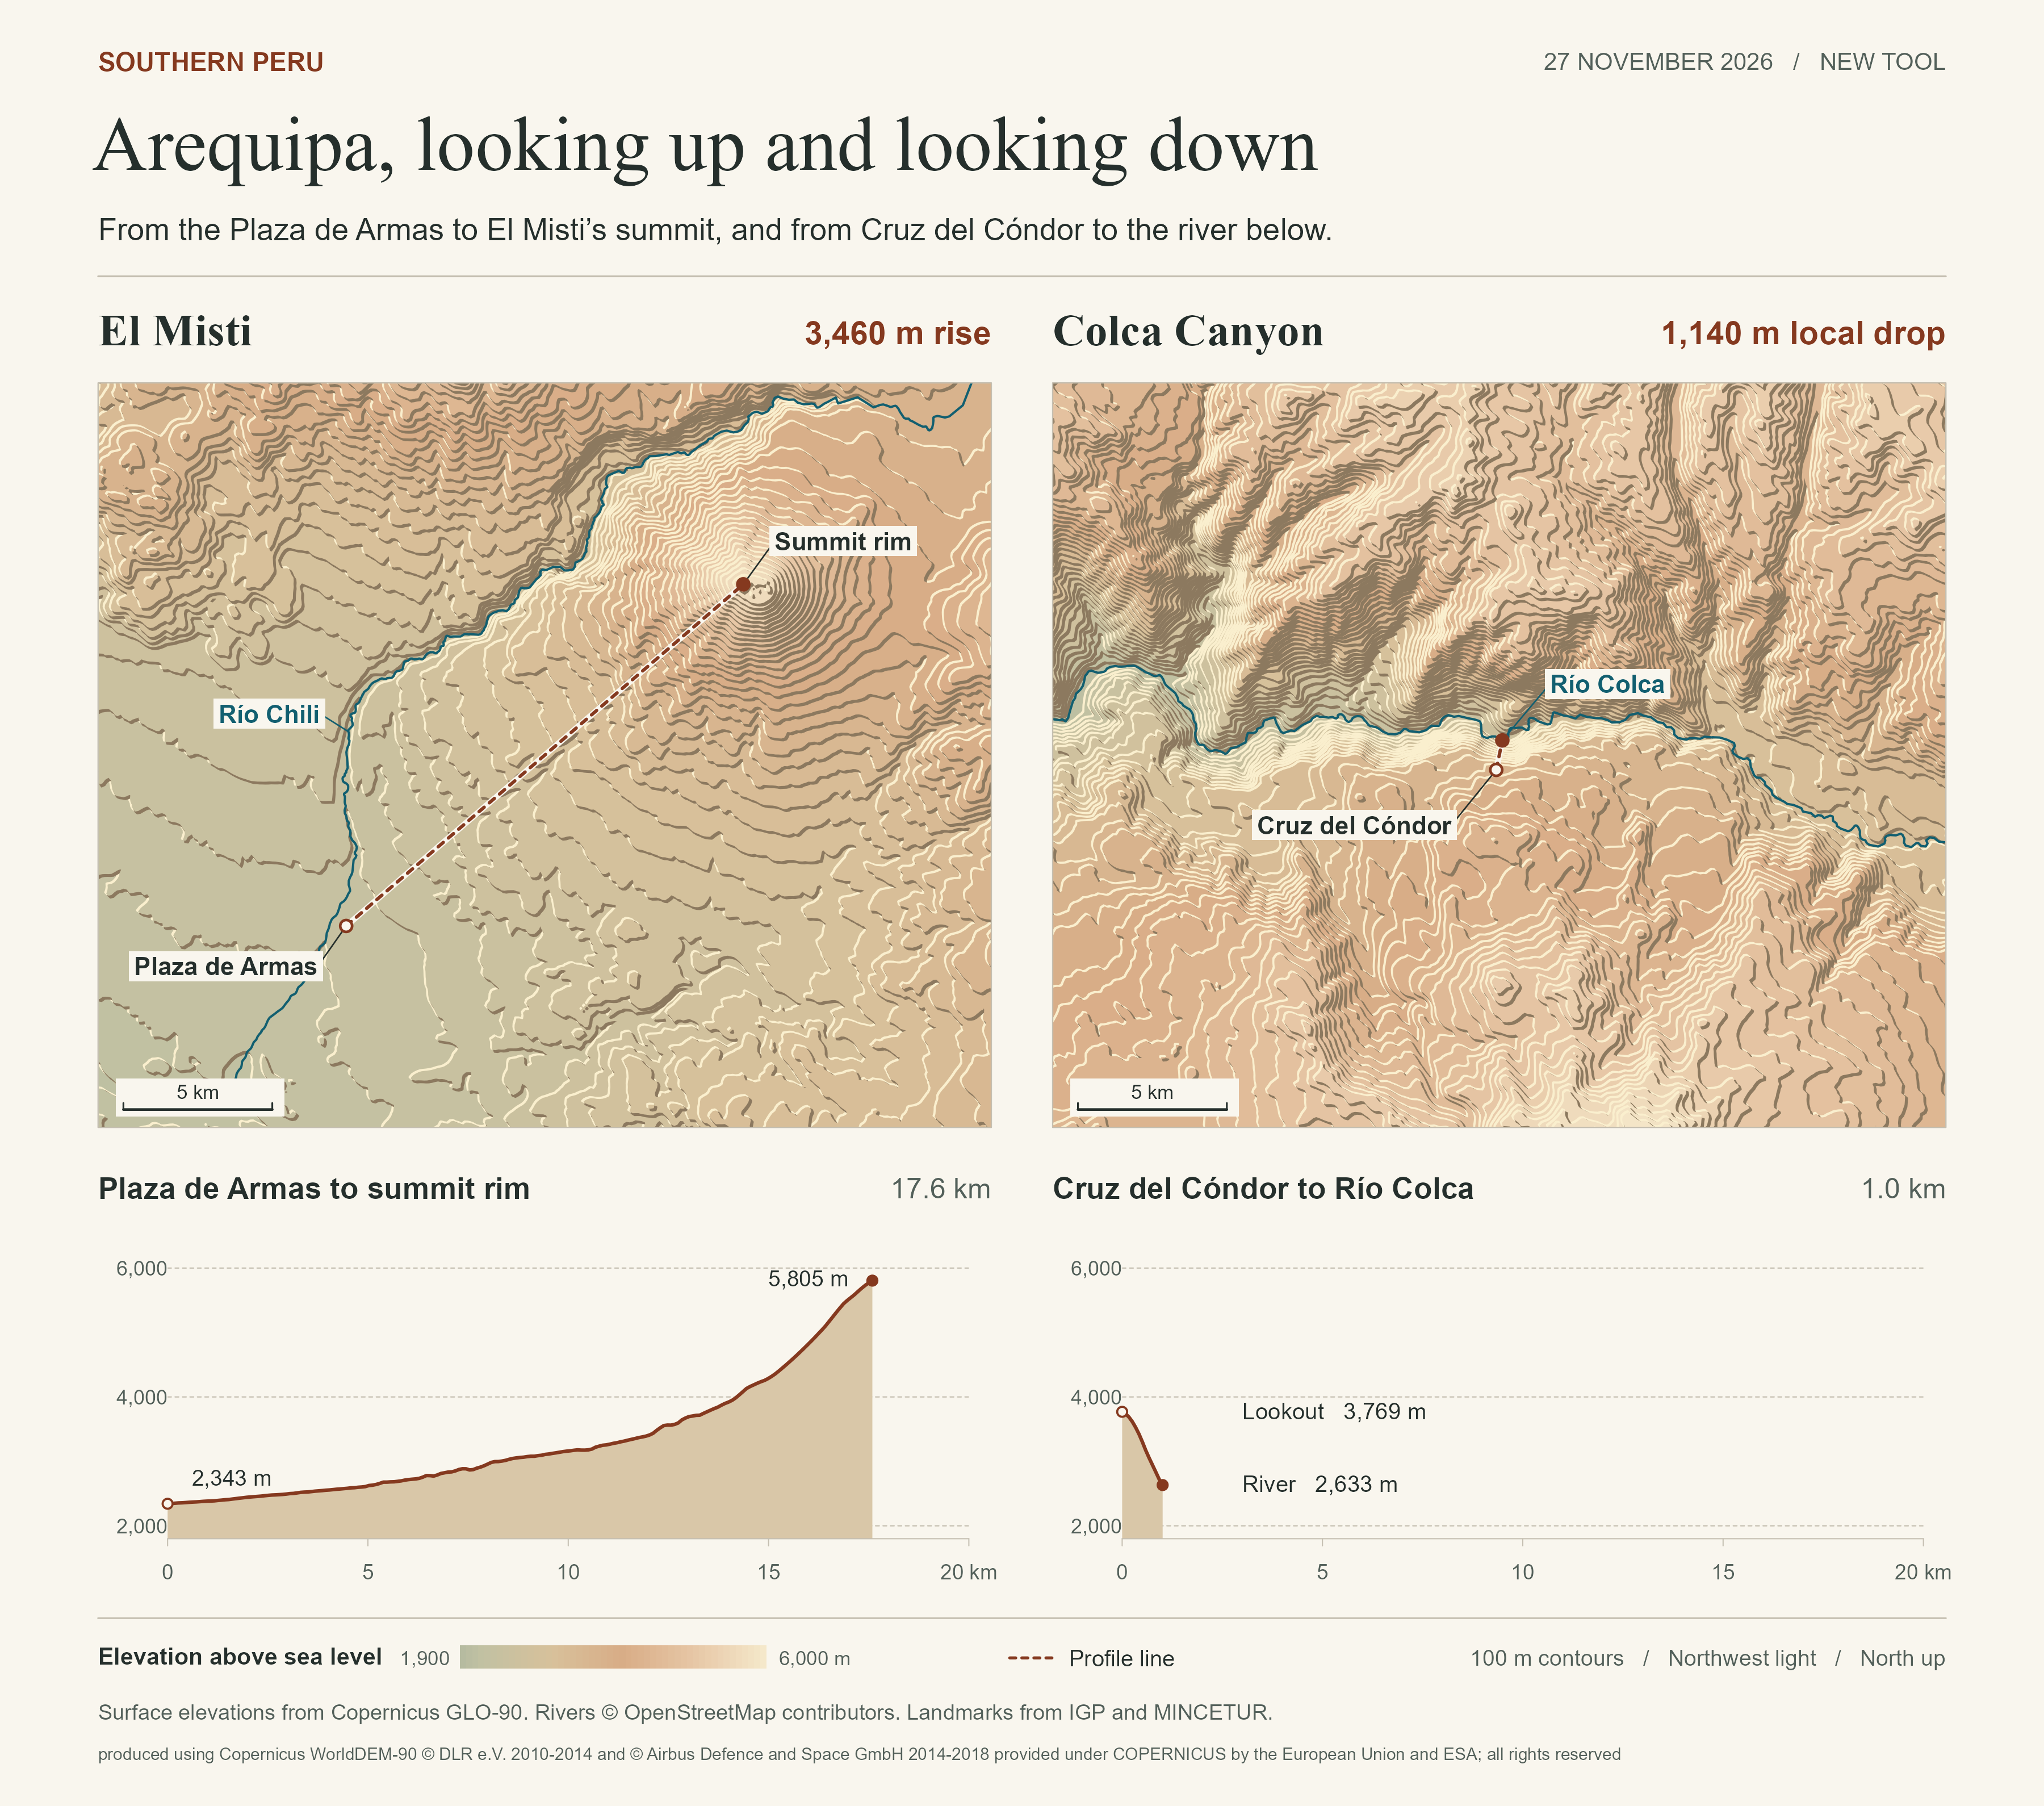 SOUTHERN PERU
27 NOVEMBER 2026 / NEW TOOL
Arequipa, looking up and looking down
From the Plaza de Armas to El Misti’s summit, and from Cruz del Cóndor to the river below.
El Misti
3,460 m rise
Summit rim
Río Chili
Plaza de Armas
5 km
Colca Canyon
1,140 m local drop
Río Colca
Cruz del Cóndor
5 km
Plaza de Armas to summit rim
17.6 km
6,000
5,805 m
4,000
2,343 m
2,000
0 5 10 15 20 km
Cruz del Cóndor to Río Colca
1.0 km
6,000
4,000
Lookout 3,769 m
River 2,633 m
2,000
0 5 10 15 20 km
Elevation above sea level 1,900 6,000 m
Profile line
100 m contours / Northwest light / North up
Surface elevations from Copernicus GLO-90. Rivers © OpenStreetMap contributors. Landmarks from IGP and MINCETUR.
produced using Copernicus WorldDEM-90 © DLR e.V. 2010-2014 and © Airbus Defence and Space GmbH 2014-2018 provided under COPERNICUS by the European Union and ESA; all rights reserved